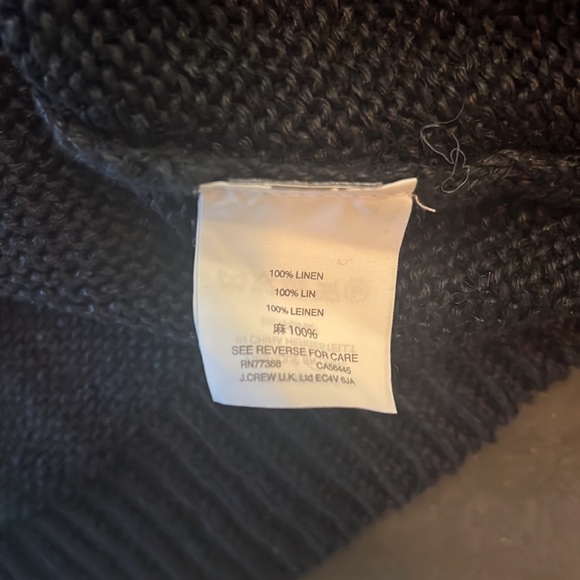 100% LINEN
100% LIN
100% LEINEN
麻 100%
SEE REVERSE FOR CARE
RN77388 CA56445
J.CREW U.K. Ltd EC4V 6JA